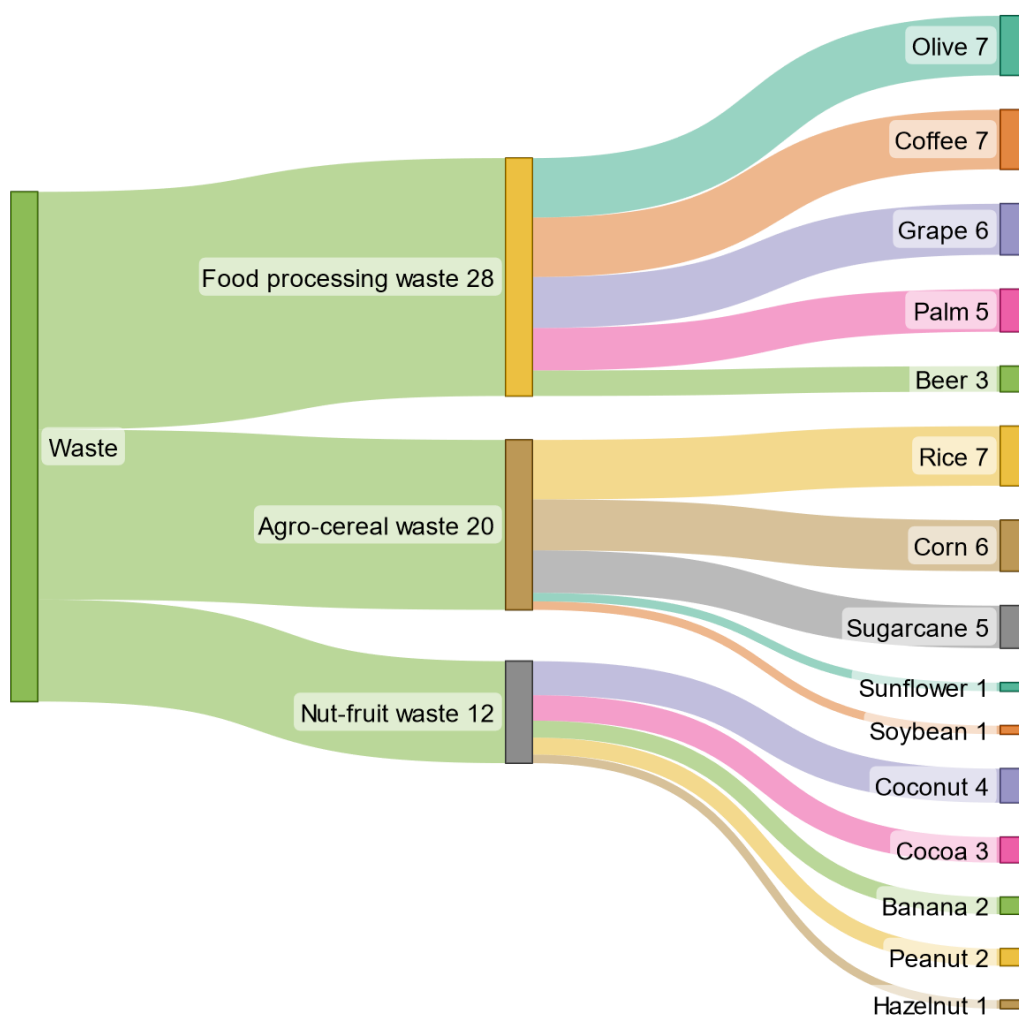 Waste
Food processing waste 28
Agro-cereal waste 20
Nut-fruit waste 12
Olive 7
Coffee 7
Grape 6
Palm 5
Beer 3
Rice 7
Corn 6
Sugarcane 5
Sunflower 1
Soybean 1
Coconut 4
Cocoa 3
Banana 2
Peanut 2
Hazelnut 1